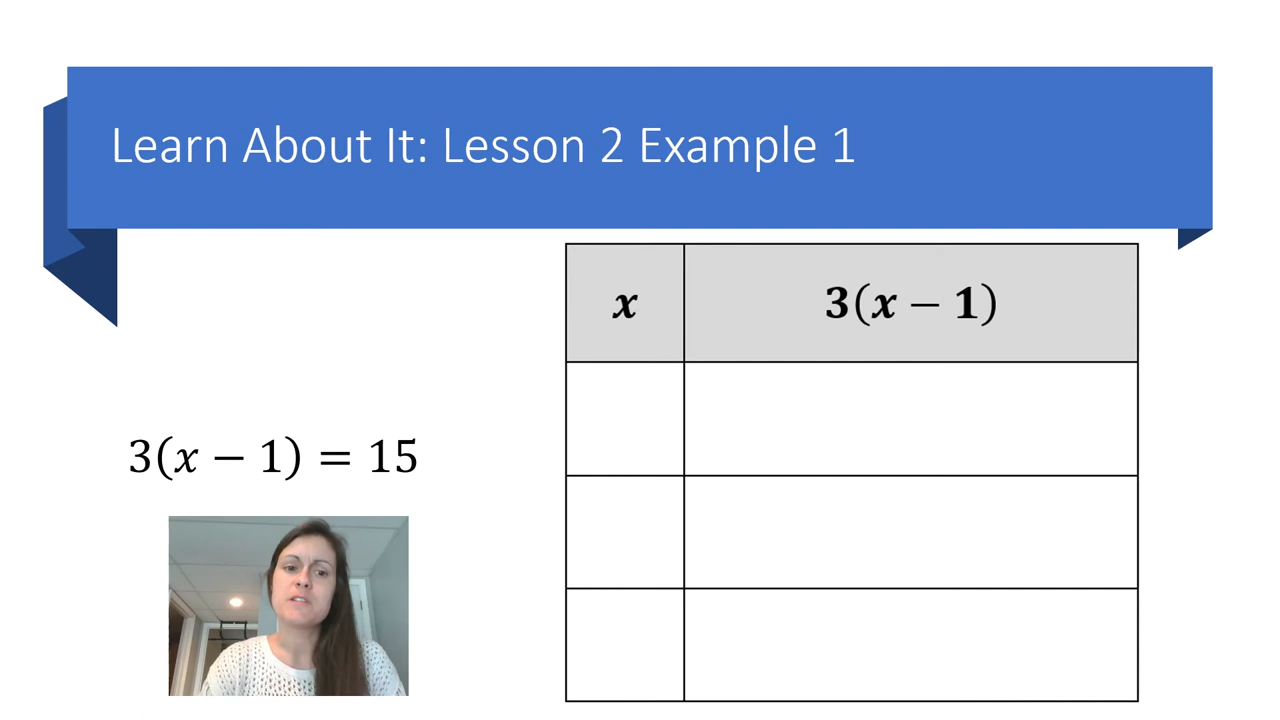 Learn About It: Lesson 2 Example 1
x 3(x − 1)
3(x − 1) = 15